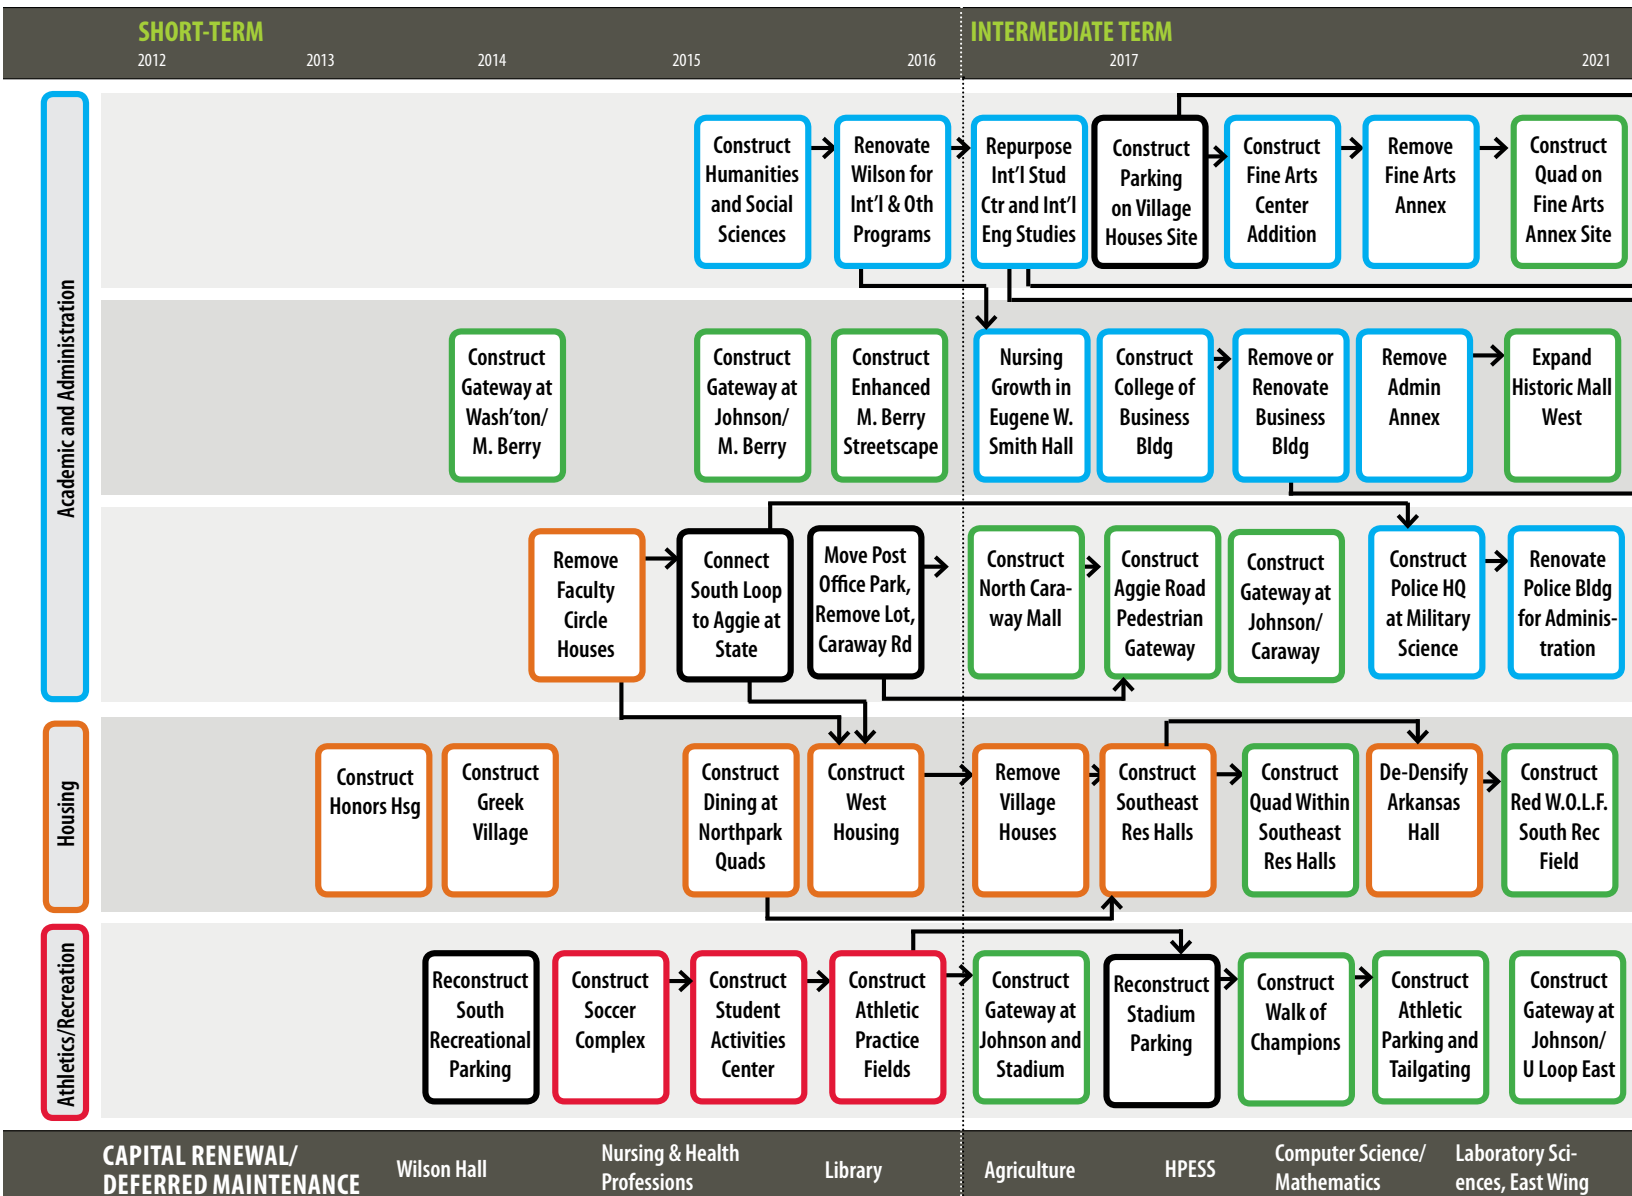 SHORT-TERM
INTERMEDIATE TERM
2012
2013
2014
2015
2016
2017
2021
Academic and Administration
Construct
Humanities
and Social
Sciences
Renovate
Wilson for
Int'l & Oth
Programs
Repurpose
Int'l Stud
Ctr and Int'l
Eng Studies
Construct
Parking
on Village
Houses Site
Construct
Fine Arts
Center
Addition
Remove
Fine Arts
Annex
Construct
Quad on
Fine Arts
Annex Site
Construct
Gateway at
Wash'ton/
M. Berry
Construct
Gateway at
Johnson/
M. Berry
Construct
Enhanced
M. Berry
Streetscape
Nursing
Growth in
Eugene W.
Smith Hall
Construct
College of
Business
Bldg
Remove or
Renovate
Business
Bldg
Remove
Admin
Annex
Expand
Historic Mall
West
Remove
Faculty
Circle
Houses
Connect
South Loop
to Aggie at
State
Move Post
Office Park,
Remove Lot,
Caraway Rd
Construct
North Cara-
way Mall
Construct
Aggie Road
Pedestrian
Gateway
Construct
Gateway at
Johnson/
Caraway
Construct
Police HQ
at Military
Science
Renovate
Police Bldg
for Adminis-
tration
Housing
Construct
Honors Hsg
Construct
Greek
Village
Construct
Dining at
Northpark
Quads
Construct
West
Housing
Remove
Village
Houses
Construct
Southeast
Res Halls
Construct
Quad Within
Southeast
Res Halls
De-Densify
Arkansas
Hall
Construct
Red W.O.L.F.
South Rec
Field
Athletics/Recreation
Reconstruct
South
Recreational
Parking
Construct
Soccer
Complex
Construct
Student
Activities
Center
Construct
Athletic
Practice
Fields
Construct
Gateway at
Johnson and
Stadium
Reconstruct
Stadium
Parking
Construct
Walk of
Champions
Construct
Athletic
Parking and
Tailgating
Construct
Gateway at
Johnson/
U Loop East
CAPITAL RENEWAL/
DEFERRED MAINTENANCE
Wilson Hall
Nursing & Health
Professions
Library
Agriculture
HPESS
Computer Science/
Mathematics
Laboratory Sci-
ences, East Wing